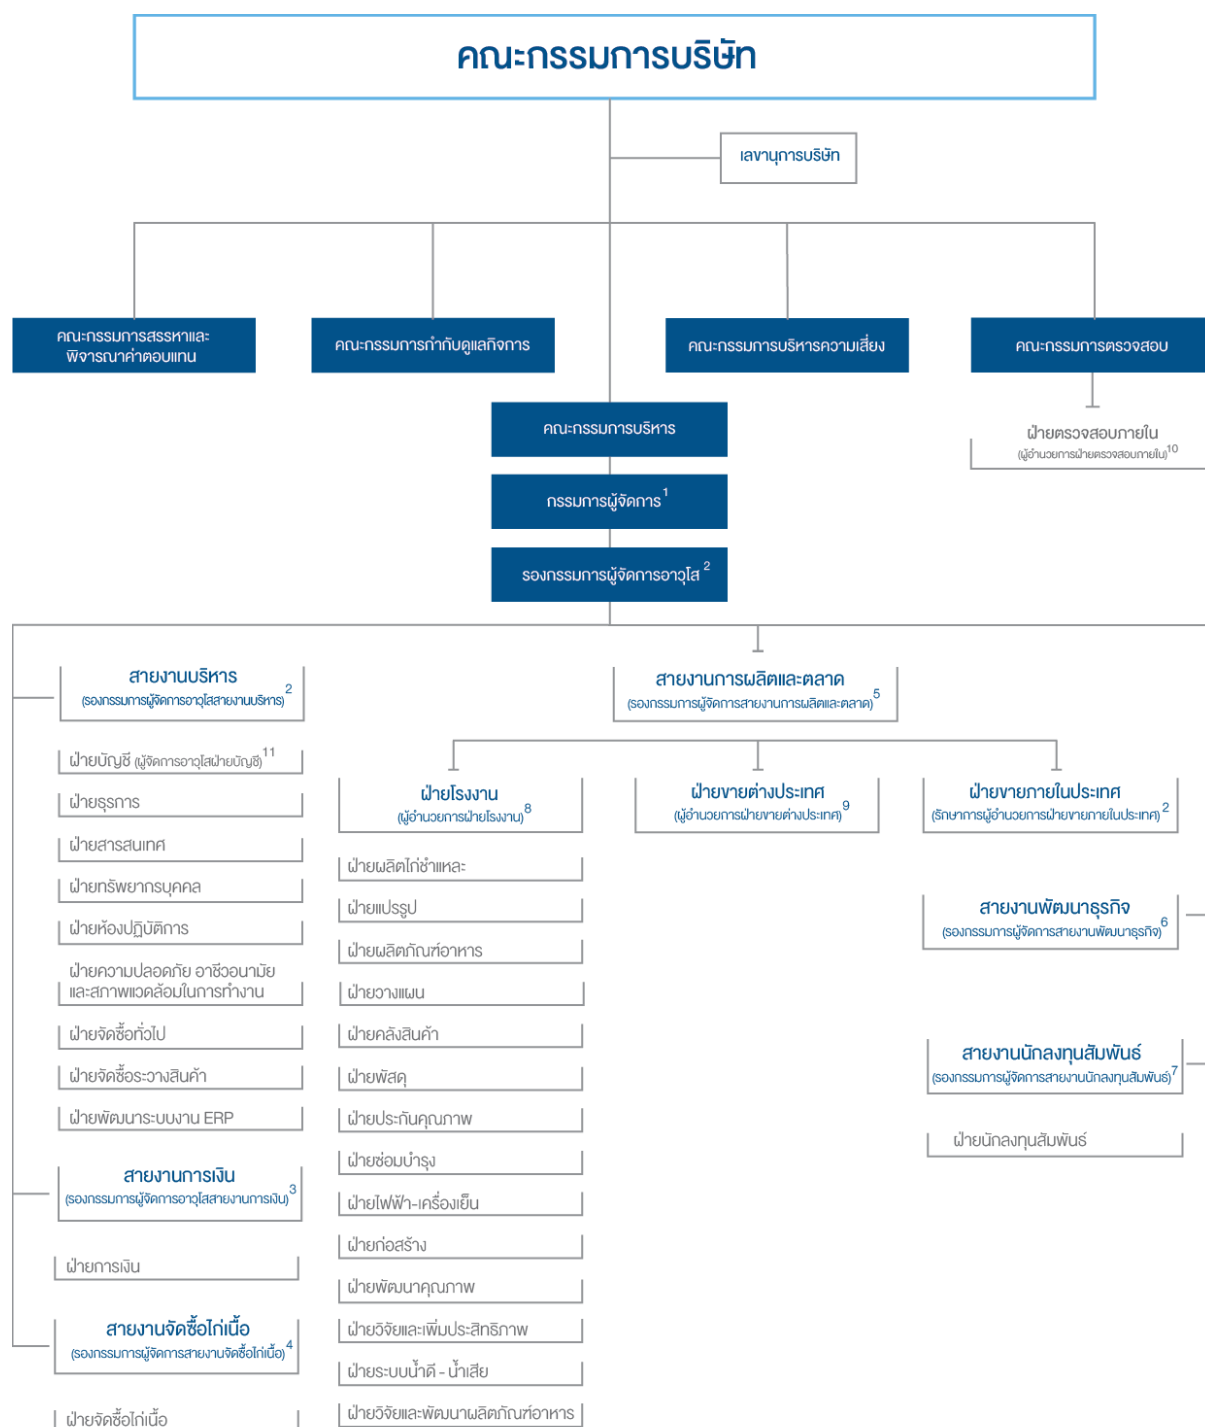 คณะกรรมการบริษัท
เลขานุการบริษัท
คณะกรรมการสรรหาและ
พิจารณาค่าตอบแทน
คณะกรรมการกำกับดูแลกิจการ
คณะกรรมการบริหารความเสี่ยง
คณะกรรมการตรวจสอบ
ฝ่ายตรวจสอบภายใน
(ผู้อำนวยการฝ่ายตรวจสอบภายใน)10
คณะกรรมการบริหาร
กรรมการผู้จัดการ1
รองกรรมการผู้จัดการอาวุโส2
สายงานบริหาร
(รองกรรมการผู้จัดการอาวุโสสายงานบริหาร)2
ฝ่ายบัญชี (ผู้จัดการอาวุโสฝ่ายบัญชี)11
ฝ่ายธุรการ
ฝ่ายสารสนเทศ
ฝ่ายทรัพยากรบุคคล
ฝ่ายห้องปฏิบัติการ
ฝ่ายความปลอดภัย อาชีวอนามัย
และสภาพแวดล้อมในการทำงาน
ฝ่ายจัดซื้อทั่วไป
ฝ่ายจัดซื้อระวางสินค้า
ฝ่ายพัฒนาระบบงาน ERP
สายงานการเงิน
(รองกรรมการผู้จัดการอาวุโสสายงานการเงิน)3
ฝ่ายการเงิน
สายงานจัดซื้อไก่เนื้อ
(รองกรรมการผู้จัดการสายงานจัดซื้อไก่เนื้อ)4
ฝ่ายจัดซื้อไก่เนื้อ
สายงานการผลิตและตลาด
(รองกรรมการผู้จัดการสายงานการผลิตและตลาด)5
ฝ่ายโรงงาน
(ผู้อำนวยการฝ่ายโรงงาน)8
ฝ่ายผลิตไก่ชำแหละ
ฝ่ายแปรรูป
ฝ่ายผลิตภัณฑ์อาหาร
ฝ่ายวางแผน
ฝ่ายคลังสินค้า
ฝ่ายพัสดุ
ฝ่ายประกันคุณภาพ
ฝ่ายซ่อมบำรุง
ฝ่ายไฟฟ้า-เครื่องเย็น
ฝ่ายก่อสร้าง
ฝ่ายพัฒนาคุณภาพ
ฝ่ายวิจัยและเพิ่มประสิทธิภาพ
ฝ่ายระบบน้ำดี - น้ำเสีย
ฝ่ายวิจัยและพัฒนาผลิตภัณฑ์อาหาร
ฝ่ายขายต่างประเทศ
(ผู้อำนวยการฝ่ายขายต่างประเทศ)9
ฝ่ายขายภายในประเทศ
(รักษาการผู้อำนวยการฝ่ายขายภายในประเทศ)2
สายงานพัฒนาธุรกิจ
(รองกรรมการผู้จัดการสายงานพัฒนาธุรกิจ)6
สายงานนักลงทุนสัมพันธ์
(รองกรรมการผู้จัดการสายงานนักลงทุนสัมพันธ์)7
ฝ่ายนักลงทุนสัมพันธ์